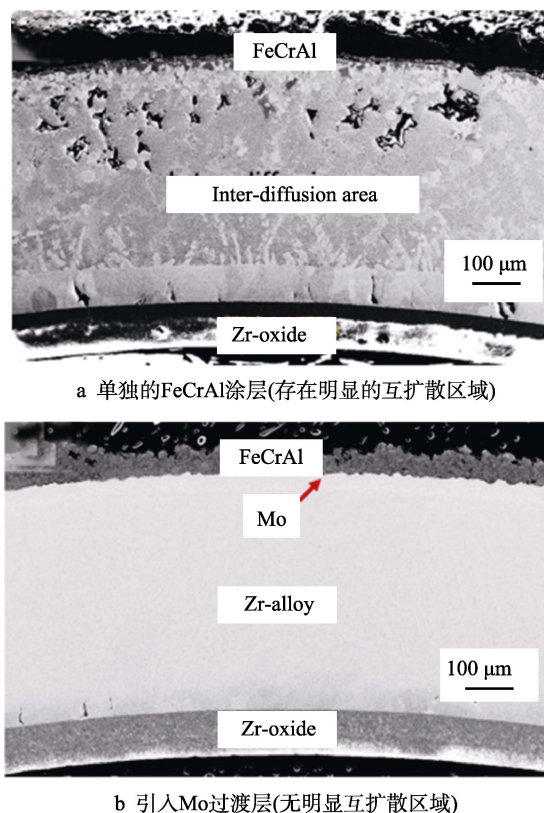 FeCrAl
Inter-diffusion area
100 μm
Zr-oxide
a 单独的FeCrAl涂层(存在明显的互扩散区域)
FeCrAl
Mo
Zr-alloy
100 μm
Zr-oxide
b 引入Mo过渡层(无明显互扩散区域)